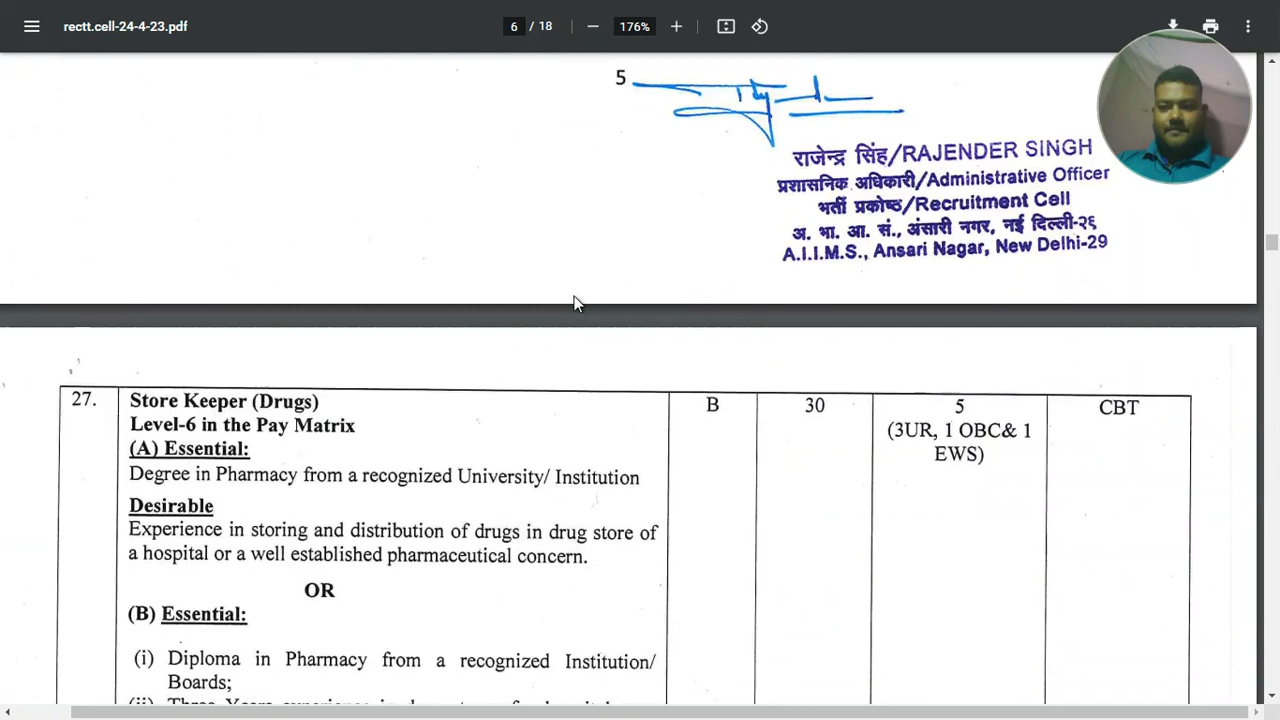 rectt.cell-24-4-23.pdf
6 / 18
176%
5
राजेन्द्र सिंह/RAJENDER SINGH
प्रशासनिक अधिकारी/Administrative Officer
भर्ती प्रकोष्ठ/Recruitment Cell
अ. भा. आ. सं., अंसारी नगर, नई दिल्ली-२६
A.I.I.M.S., Ansari Nagar, New Delhi-29
27.
Store Keeper (Drugs)
Level-6 in the Pay Matrix
(A) Essential:
Degree in Pharmacy from a recognized University/ Institution
Desirable
Experience in storing and distribution of drugs in drug store of
a hospital or a well established pharmaceutical concern.
OR
(B) Essential:
(i) Diploma in Pharmacy from a recognized Institution/
Boards;
B
30
5
(3UR, 1 OBC& 1
EWS)
CBT